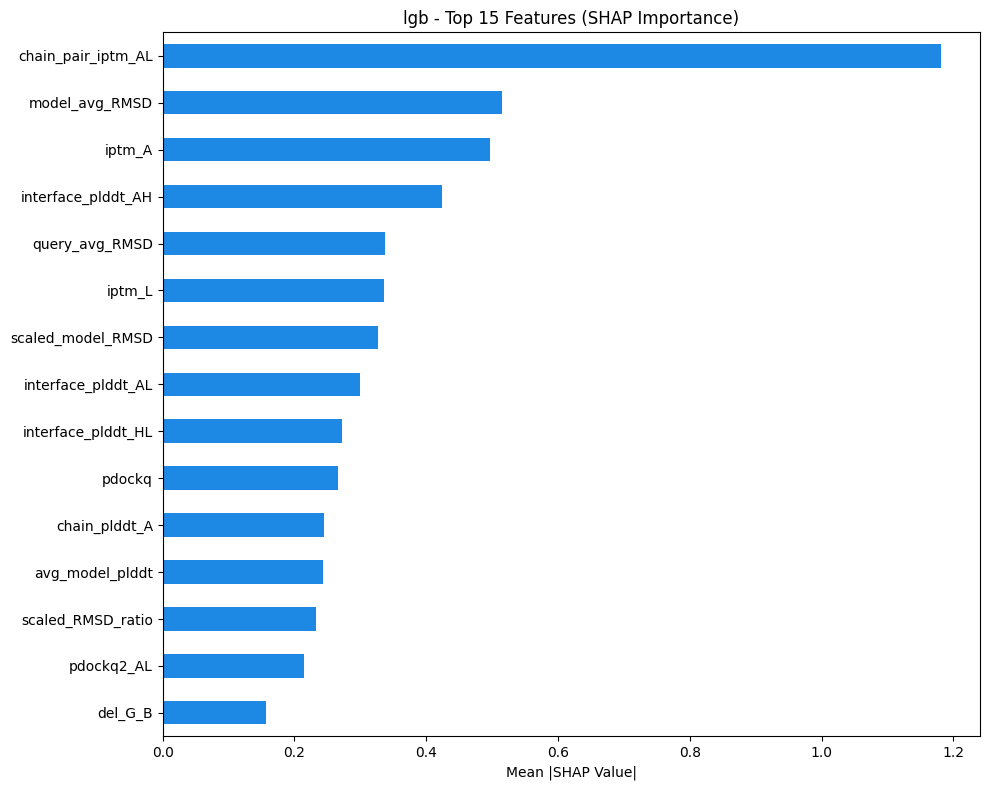 lgb - Top 15 Features (SHAP Importance)
chain_pair_iptm_AL
model_avg_RMSD
iptm_A
interface_plddt_AH
query_avg_RMSD
iptm_L
scaled_model_RMSD
interface_plddt_AL
interface_plddt_HL
pdockq
chain_plddt_A
avg_model_plddt
scaled_RMSD_ratio
pdockq2_AL
del_G_B
0.0 0.2 0.4 0.6 0.8 1.0 1.2
Mean |SHAP Value|